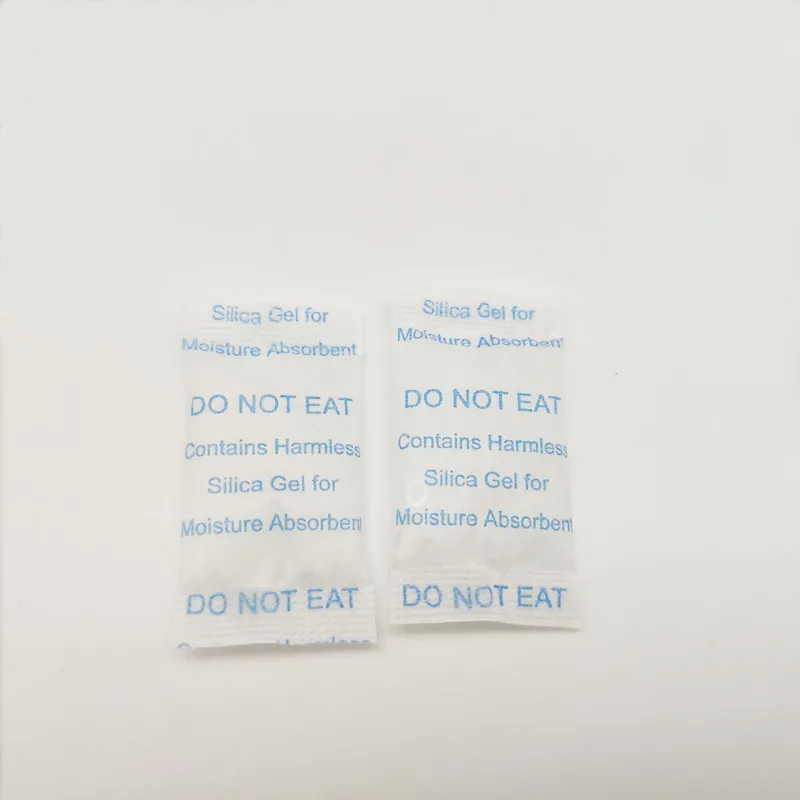 Silica Gel for
Moisture Absorbent
DO NOT EAT
Contains Harmless
Silica Gel for
Moisture Absorbent
DO NOT EAT
Silica Gel for
Moisture Absorben
DO NOT EAT
Contains Harmless
Silica Gel for
Moisture Absorbent
DO NOT EAT